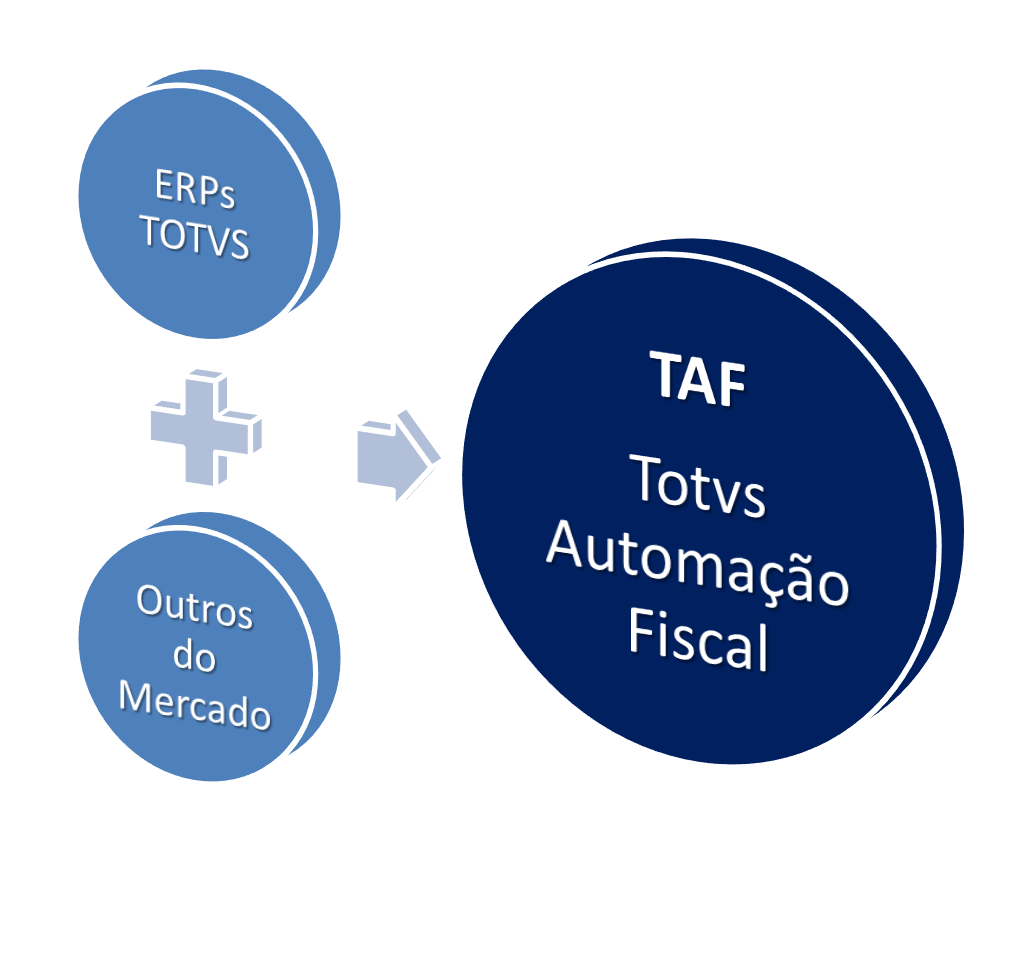 ERPs
TOTVS
Outros
do
Mercado
TAF
Totvs
Automação
Fiscal